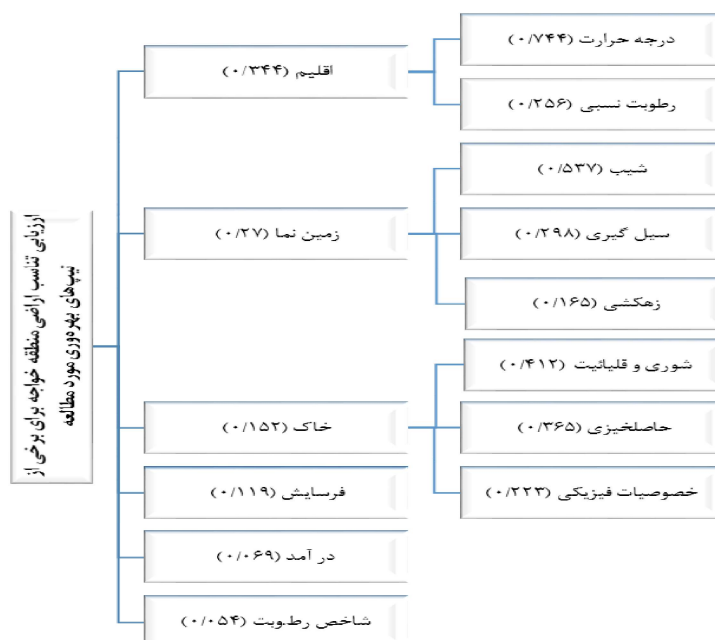 ارزیابی تناسب اراضی منطقه خواجه برای برخی از
تیپ‌های بهره‌وری مورد مطالعه
اقلیم (۰/۳۴۴)
درجه حرارت (۰/۷۴۴)
رطوبت نسبی (۰/۲۵۶)
زمین نما (۰/۲۷)
شیب (۰/۵۳۷)
سیل گیری (۰/۲۹۸)
زهکشی (۰/۱۶۵)
خاک (۰/۱۵۲)
شوری و قلیائیت (۰/۴۱۲)
حاصلخیزی (۰/۳۶۵)
خصوصیات فیزیکی (۰/۲۲۳)
فرسایش (۰/۱۱۹)
در آمد (۰/۰۶۹)
شاخص رطوبت (۰/۰۵۴)